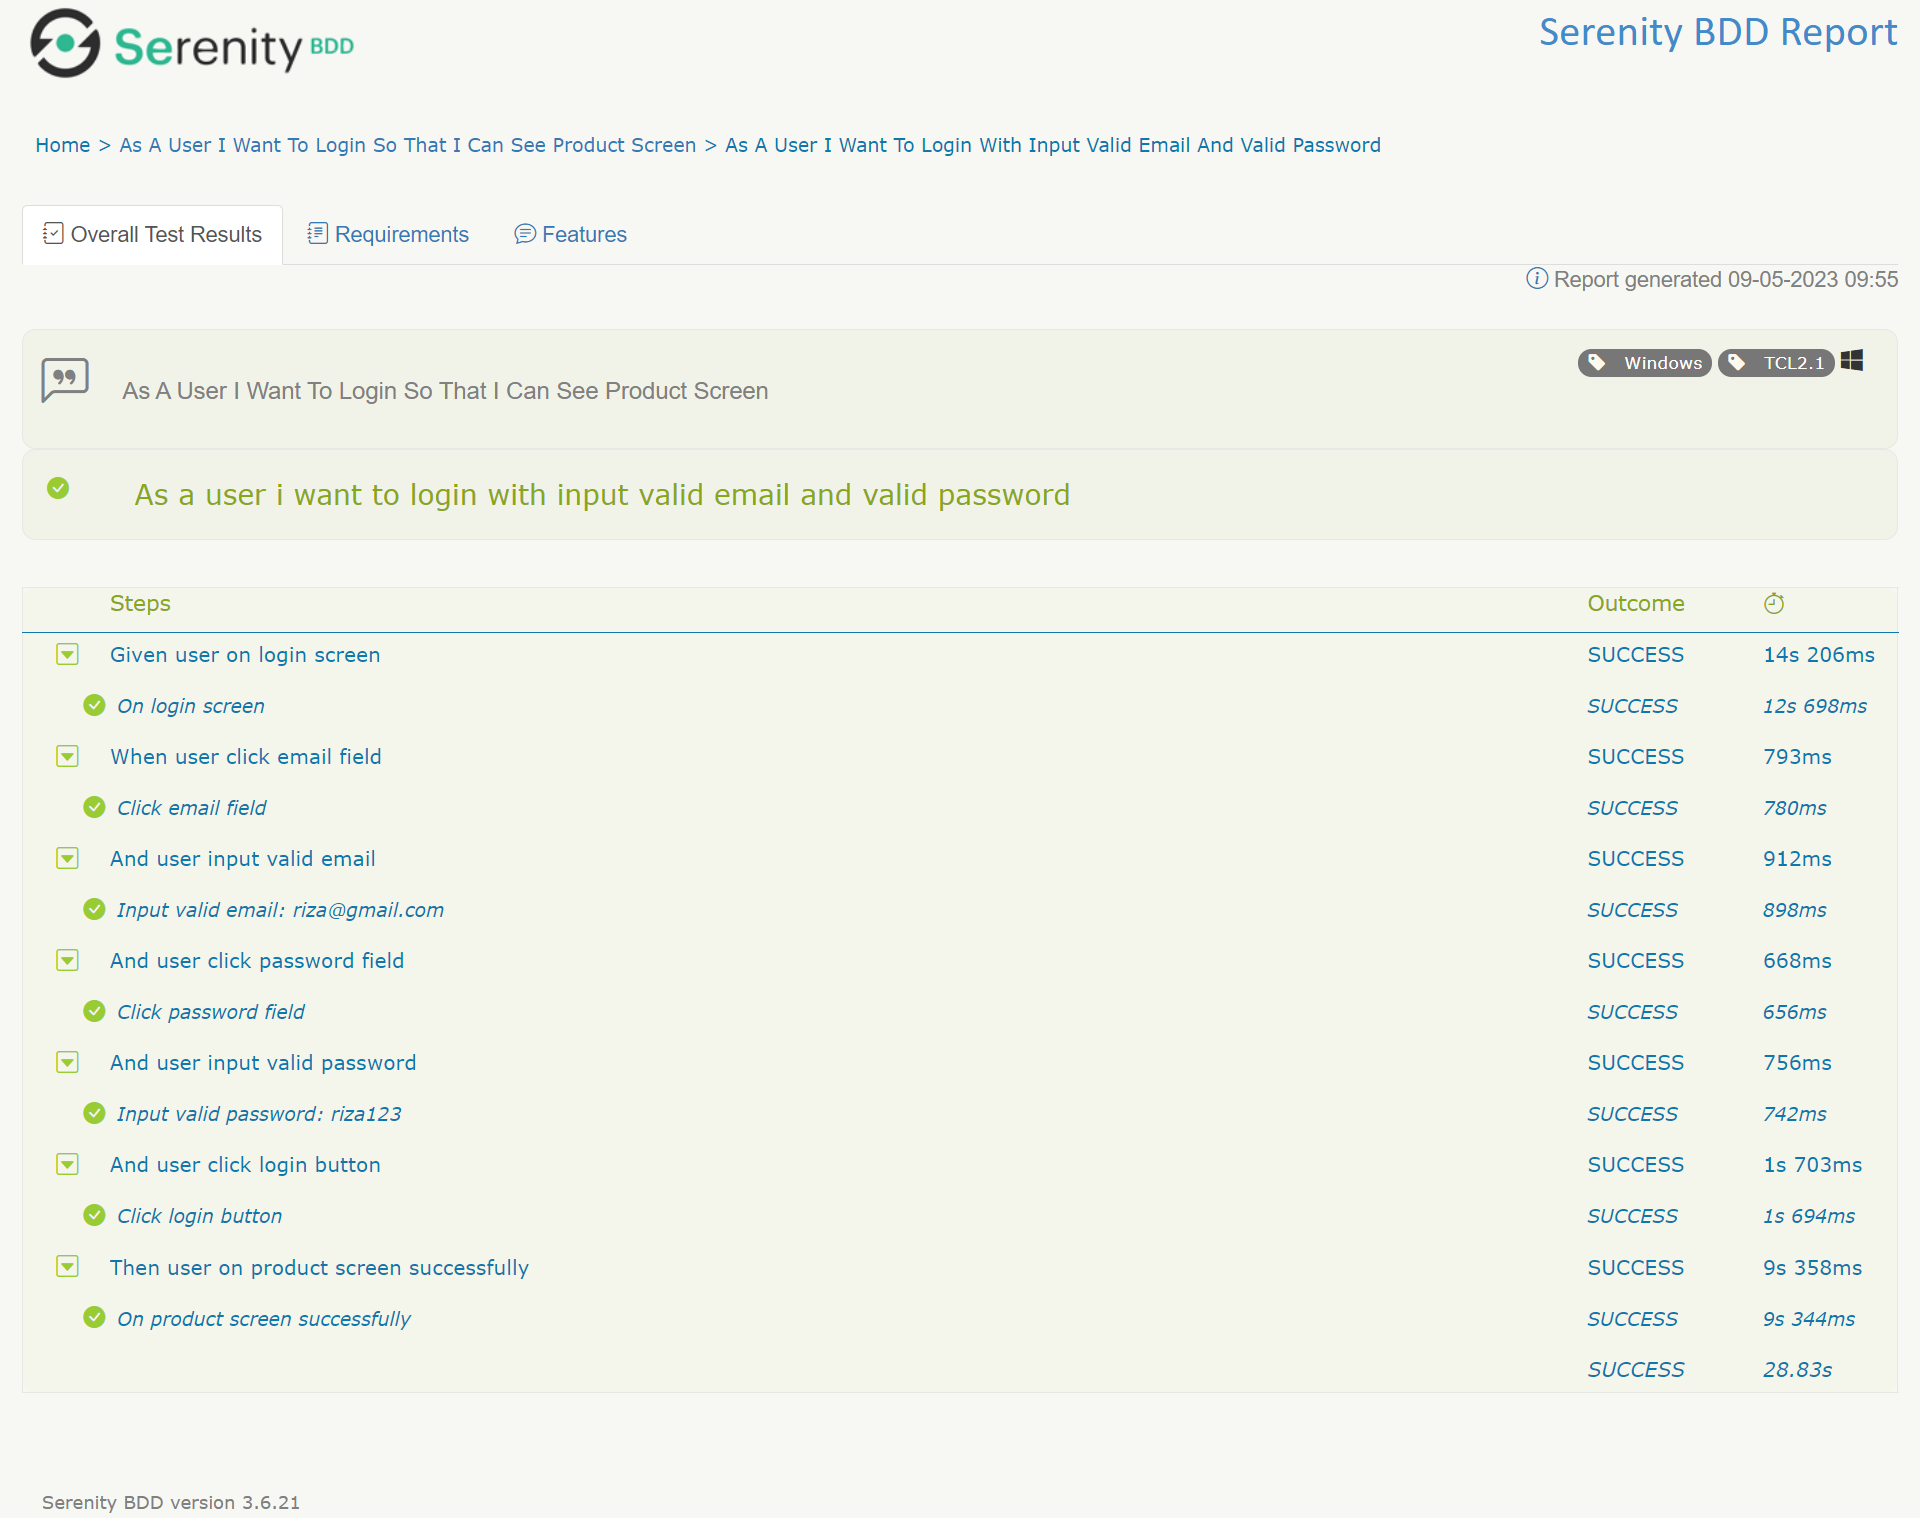 Serenity BDD
Serenity BDD Report
Home > As A User I Want To Login So That I Can See Product Screen > As A User I Want To Login With Input Valid Email And Valid Password
Overall Test Results Requirements Features
Report generated 09-05-2023 09:55
Windows TCL2.1
As A User I Want To Login So That I Can See Product Screen
As a user i want to login with input valid email and valid password
Steps Outcome
Given user on login screen SUCCESS 14s 206ms
On login screen SUCCESS 12s 698ms
When user click email field SUCCESS 793ms
Click email field SUCCESS 780ms
And user input valid email SUCCESS 912ms
Input valid email: riza@gmail.com SUCCESS 898ms
And user click password field SUCCESS 668ms
Click password field SUCCESS 656ms
And user input valid password SUCCESS 756ms
Input valid password: riza123 SUCCESS 742ms
And user click login button SUCCESS 1s 703ms
Click login button SUCCESS 1s 694ms
Then user on product screen successfully SUCCESS 9s 358ms
On product screen successfully SUCCESS 9s 344ms
SUCCESS 28.83s
Serenity BDD version 3.6.21